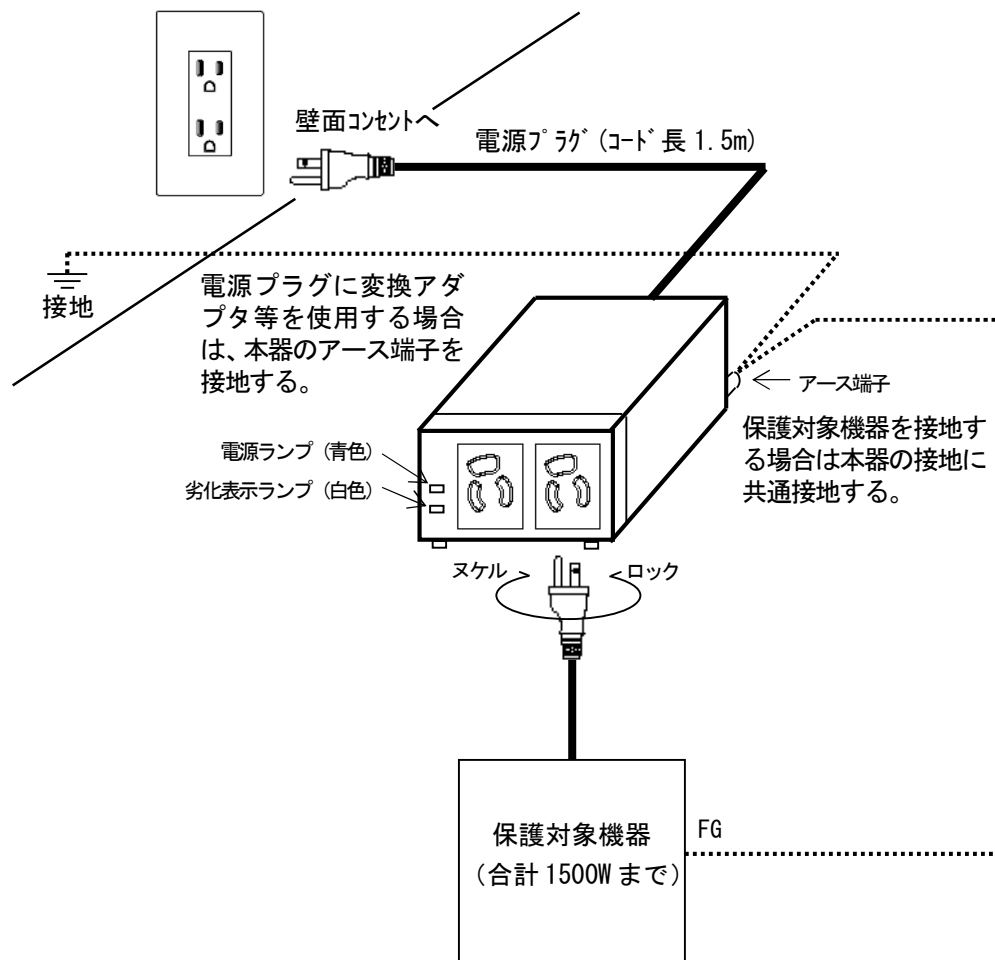 壁面ｺﾝｾﾝﾄへ
電源ﾌﾟﾗｸﾞ(ｺｰﾄﾞ長1.5m)
接地
電源プラグに変換アダ
プタ等を使用する場合
は、本器のアース端子を
接地する。
アース端子
保護対象機器を接地す
る場合は本器の接地に
共通接地する。
電源ランプ（青色）
劣化表示ランプ（白色）
ヌケル
ロック
保護対象機器
（合計1500Wまで）
FG